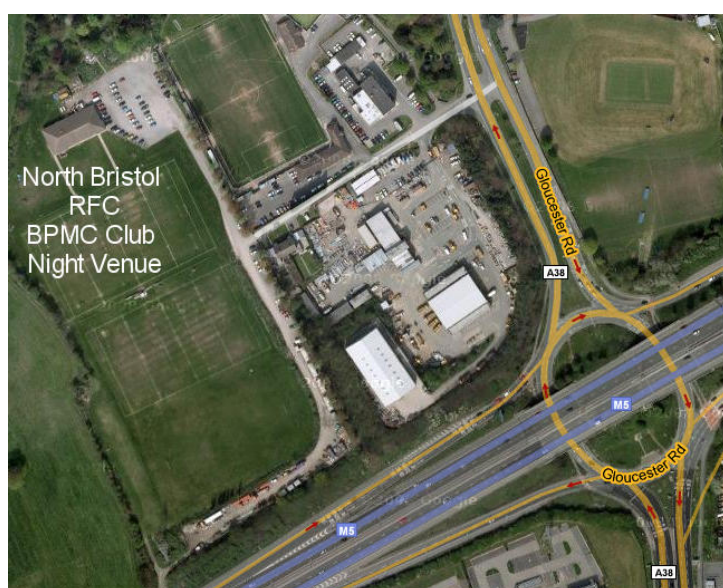 North Bristol
RFC
BPMC Club
Night Venue
Gloucester Rd
A38
M5
Gloucester Rd
M5
A38